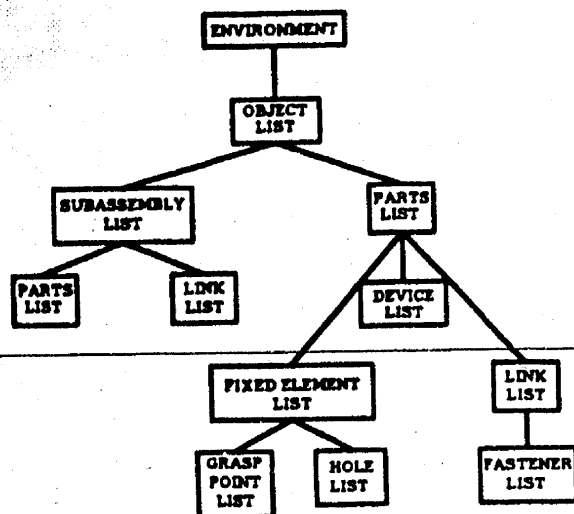 ENVIRONMENT
OBJECT
LIST
SUBASSEMBLY
LIST
PARTS
LIST
PARTS
LIST
LINK
LIST
DEVICE
LIST
FIXED ELEMENT
LIST
LINK
LIST
GRASP
POINT
LIST
HOLE
LIST
FASTENER
LIST